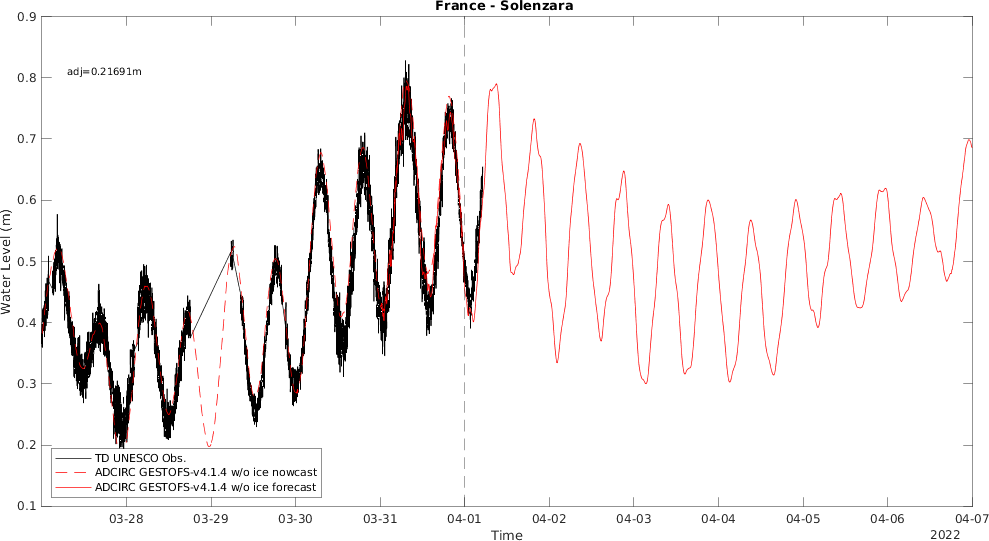 France - Solenzara
0.9
0.8
0.7
0.6
0.5
0.4
0.3
0.2
0.1
Water Level (m)
adj=0.21691m
TD UNESCO Obs.
ADCIRC GESTOFS-v4.1.4 w/o ice nowcast
ADCIRC GESTOFS-v4.1.4 w/o ice forecast
03-28 03-29 03-30 03-31 04-01 04-02 04-03 04-04 04-05 04-06 04-07
Time
2022